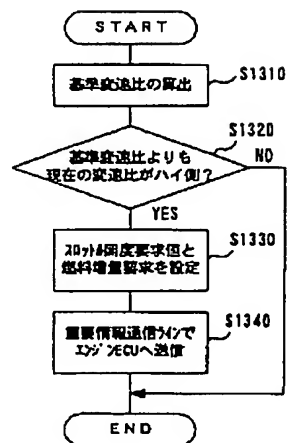 START
基準変速比の算出
S1310
基準変速比よりも
現在の変速比がハイ側?
S1320
NO
YES
スロットル開度要求値と
燃料増量要求を設定
S1330
重要情報送信ラインで
エンジンECUへ送信
S1340
END